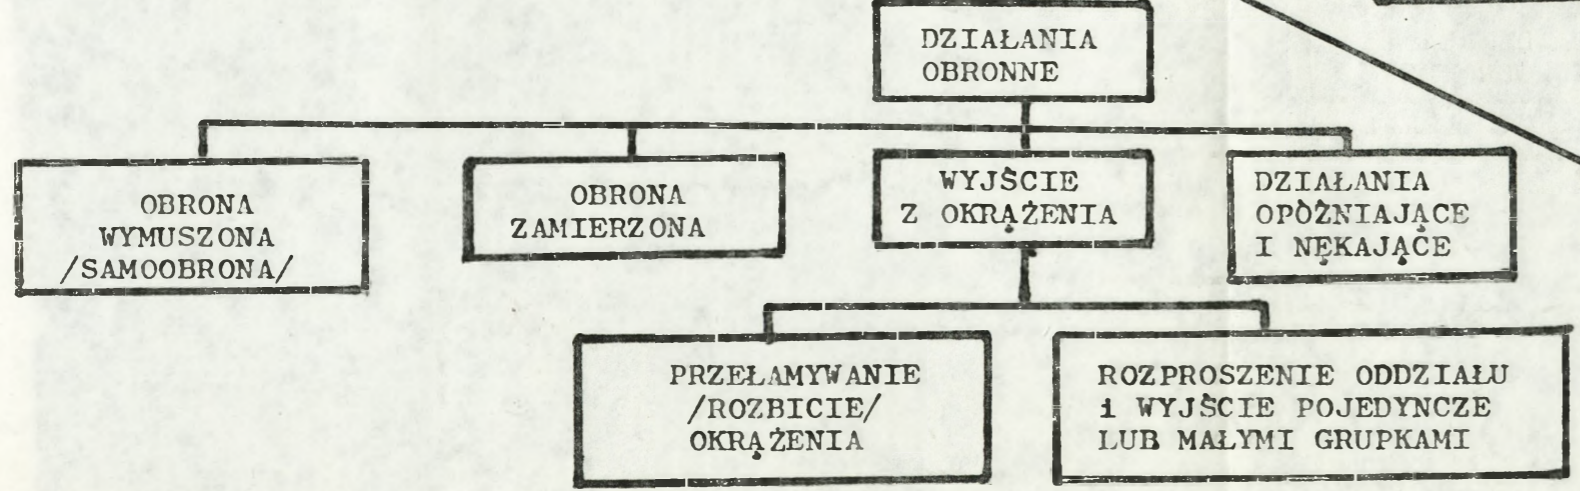 DZIAŁANIA
OBRONNE
OBRONA
WYMUSZONA
/SAMOOBRONA/
OBRONA
ZAMIERZONA
WYJŚCIE
Z OKRĄŻENIA
DZIAŁANIA
OPÓŹNIAJĄCE
I NĘKAJĄCE
PRZEŁAMYWANIE
/ROZBICIE/
OKRĄŻENIA
ROZPROSZENIE ODDZIAŁU
i WYJŚCIE POJEDYNCZE
LUB MAŁYMI GRUPKAMI